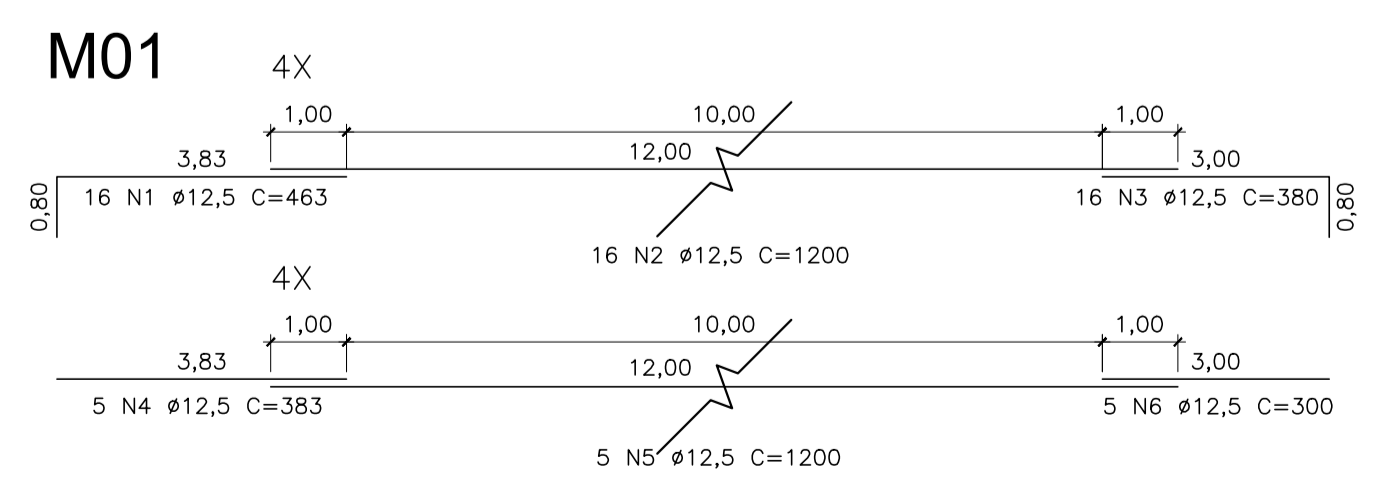 M01
4X
1,00 10,00 1,00
3,83 12,00 3,00
0,80 16 N1 ø12,5 C=463 16 N3 ø12,5 C=380 0,80
16 N2 ø12,5 C=1200
4X
1,00 10,00 1,00
3,83 12,00 3,00
5 N4 ø12,5 C=383 5 N6 ø12,5 C=300
5 N5 ø12,5 C=1200